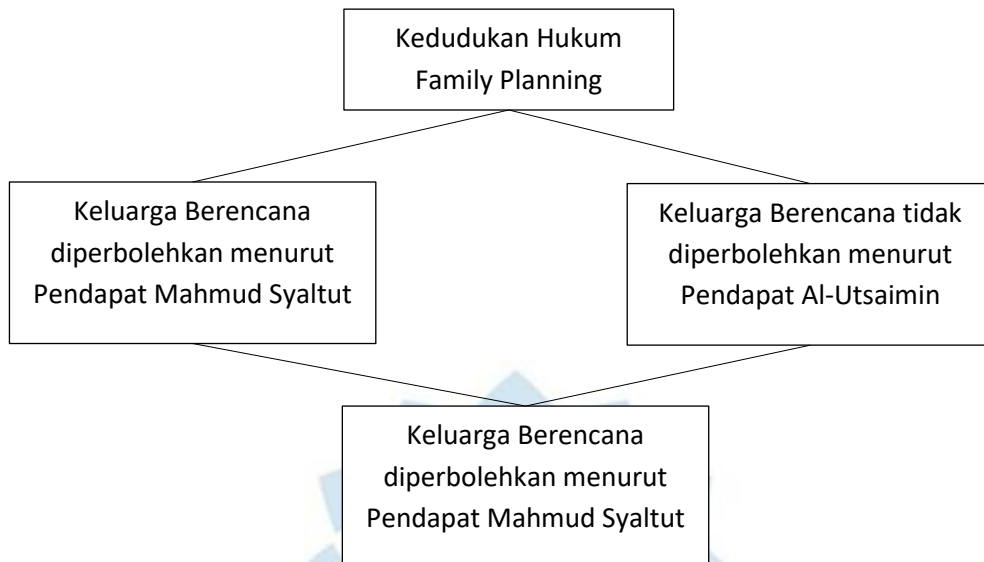 Kedudukan Hukum
Family Planning
Keluarga Berencana
diperbolehkan menurut
Pendapat Mahmud Syaltut
Keluarga Berencana tidak
diperbolehkan menurut
Pendapat Al-Utsaimin
Keluarga Berencana
diperbolehkan menurut
Pendapat Mahmud Syaltut